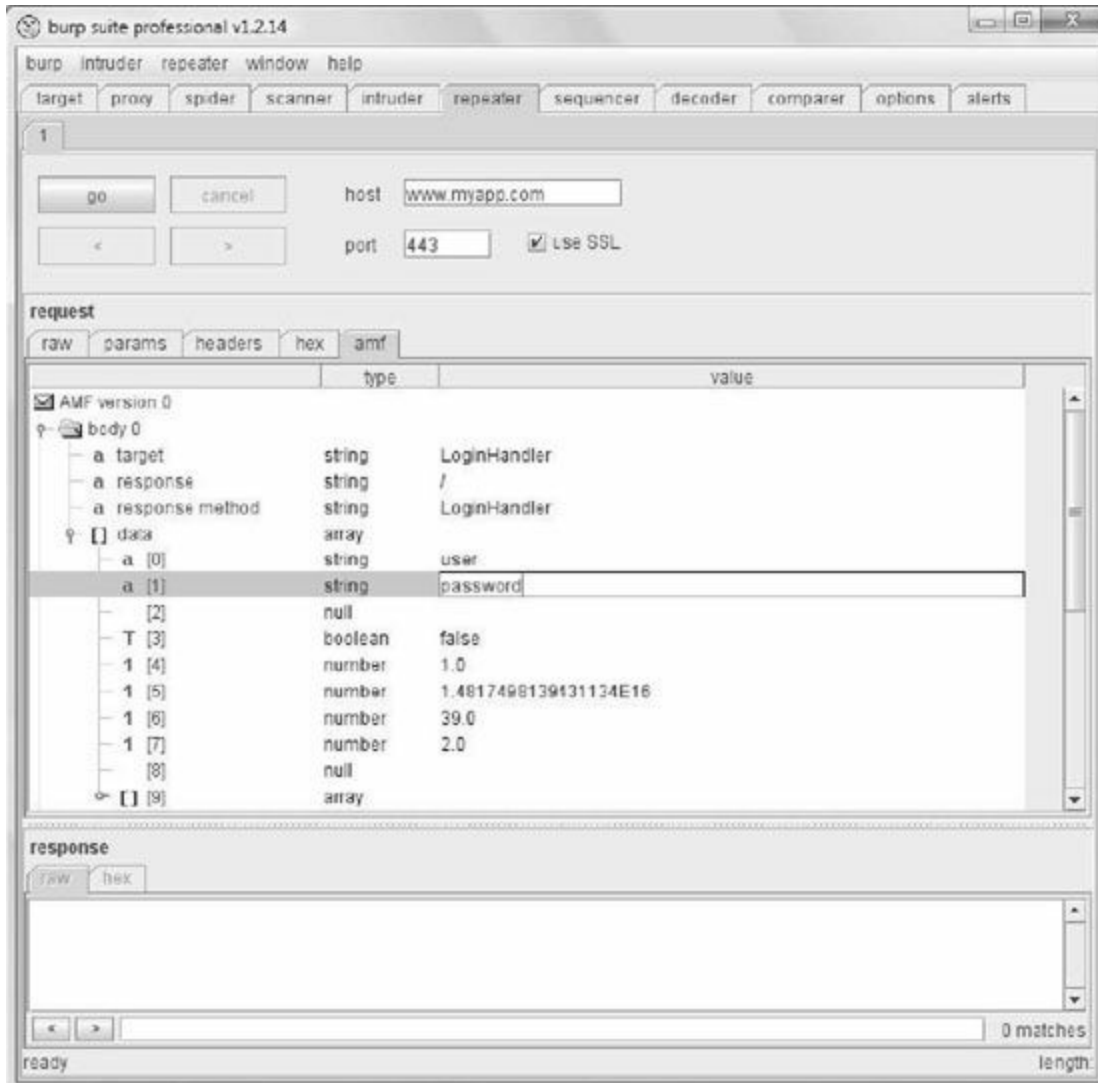 burp suite professional v1.2.14
burp intruder repeater window help
target proxy spider scanner intruder repeater sequencer decoder comparer options alerts
1
go cancel host www.myapp.com
< > port 443 use SSL
request
raw params headers hex amf
type value
AMF version 0
body 0
a target string LoginHandler
a response string /
a response method string LoginHandler
[] data array
a [0] string user
a [1] string password
[2] null
T [3] boolean false
1 [4] number 1.0
1 [5] number
1 [6] number 39.0
1 [7] number 2.0
[8] null
[] [9] array
response
raw hex
< > 0 matches
ready length: